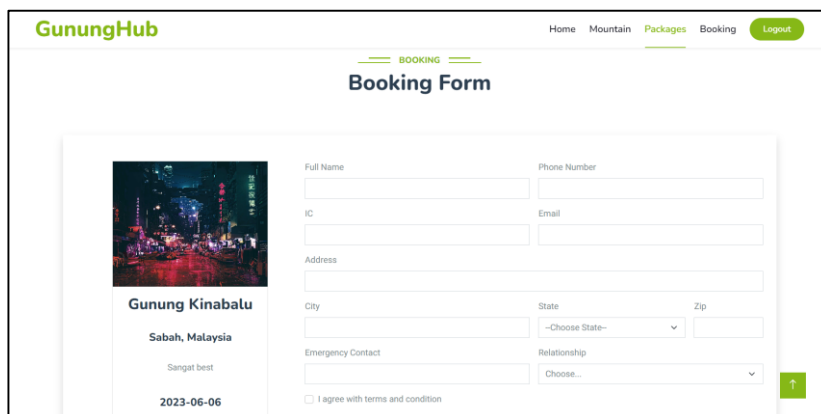 GunungHub
Home Mountain Packages Booking Logout
BOOKING
Booking Form
Gunung Kinabalu
Sabah, Malaysia
Sangat best
2023-06-06
Full Name Phone Number
IC Email
Address
City State Zip
--Choose State--
Emergency Contact Relationship
Choose...
I agree with terms and condition